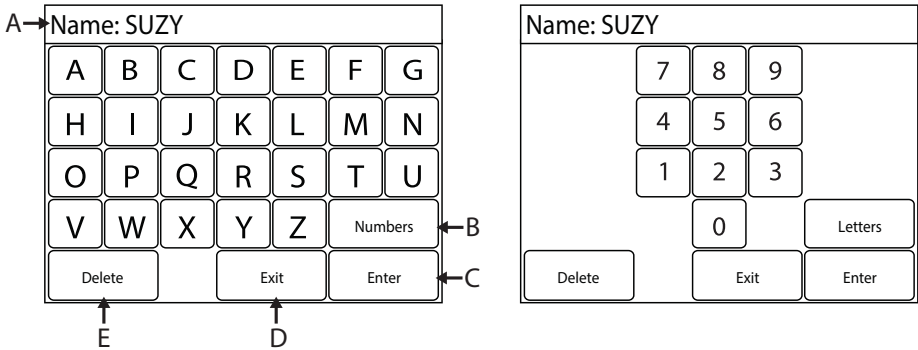 A Name: SUZY
A B C D E F G
H I J K L M N
O P Q R S T U
V W X Y Z Numbers B
Delete Exit Enter C
E D
Name: SUZY
7 8 9
4 5 6
1 2 3
0 Letters
Delete Exit Enter